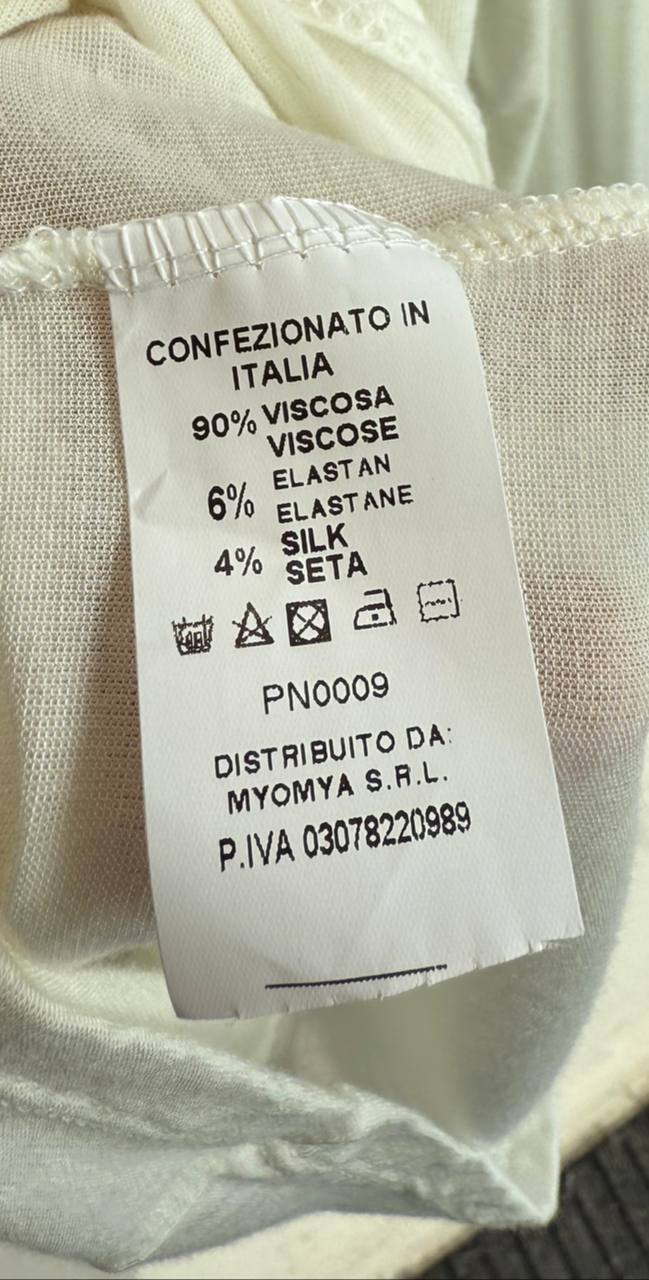 CONFEZIONATO IN
ITALIA
90% VISCOSA
VISCOSE
6% ELASTAN
ELASTANE
4% SILK
SETA
PN0009
DISTRIBUITO DA:
MYOMYA S.R.L.
P.IVA 03078220989